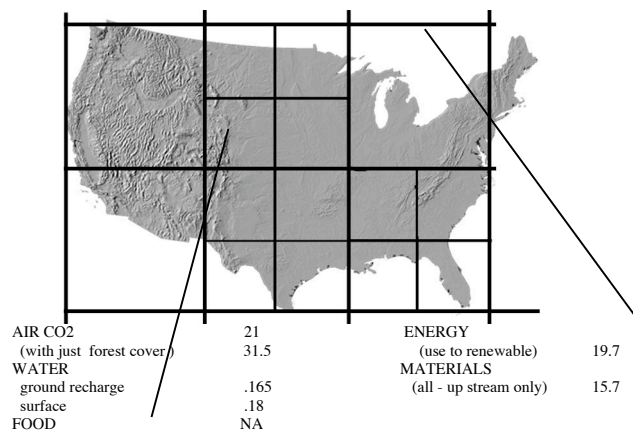 AIR CO2 21 ENERGY
(with just forest cover) 31.5 (use to renewable) 19.7
WATER MATERIALS
ground recharge .165 (all - up stream only) 15.7
surface .18
FOOD NA